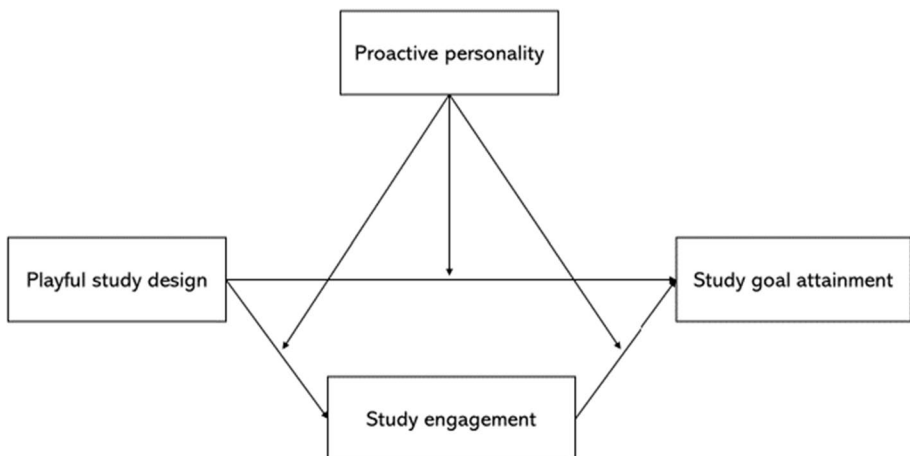 Proactive personality
Playful study design
Study goal attainment
Study engagement